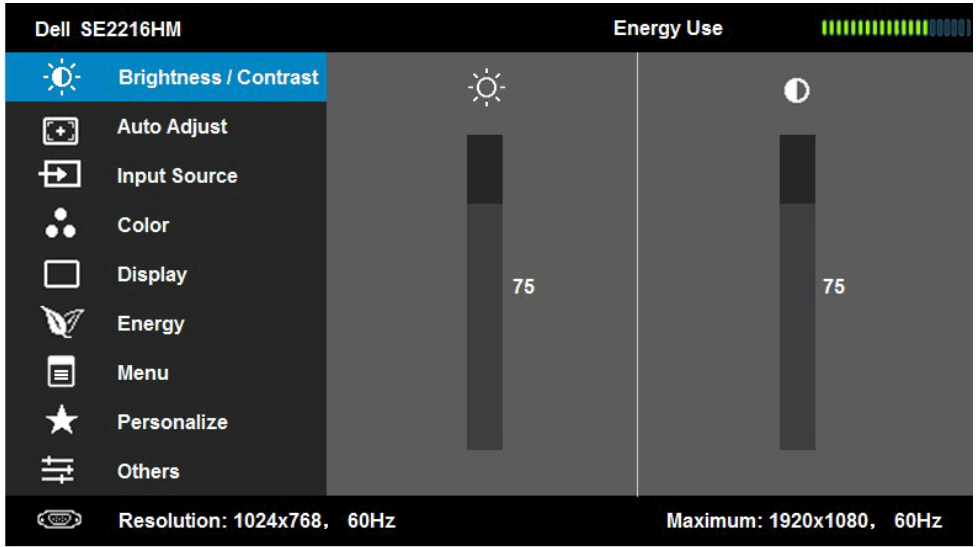 Dell SE2216HM Energy Use
Brightness / Contrast
Auto Adjust
Input Source
Color
Display
75 75
Energy
Menu
Personalize
Others
Resolution: 1024x768, 60Hz Maximum: 1920x1080, 60Hz